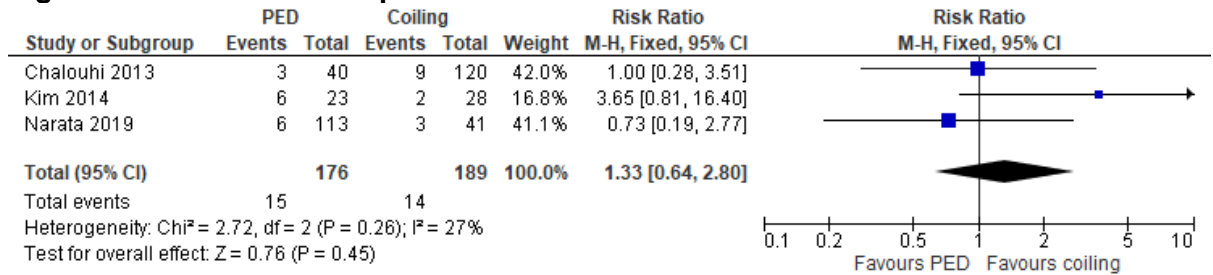 PED Coiling Risk Ratio Risk Ratio
Study or Subgroup Events Total Events Total Weight M-H, Fixed, 95% CI M-H, Fixed, 95% CI
Chalouhi 2013 3 40 9 120 42.0% 1.00 [0.28, 3.51]
Kim 2014 6 23 2 28 16.8% 3.65 [0.81, 16.40]
Narata 2019 6 113 3 41 41.1% 0.73 [0.19, 2.77]
Total (95% CI) 176 189 100.0% 1.33 [0.64, 2.80]
Total events 15 14
Heterogeneity: Chi² = 2.72, df = 2 (P = 0.26); I² = 27%
Test for overall effect: Z = 0.76 (P = 0.45)
0.1 0.2 0.5 1 2 5 10
Favours PED Favours coiling